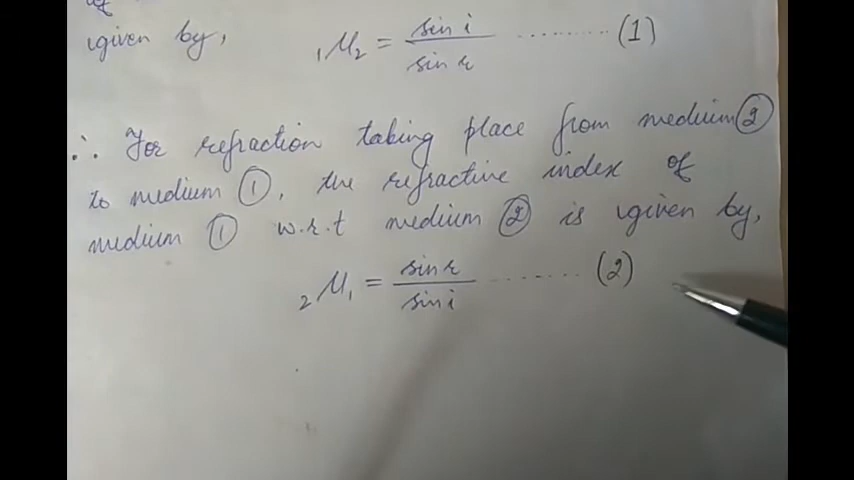 of
given by,
₁μ₂ = sin i / sin r .......... (1)
∴ For refraction taking place from medium ②
to medium ①, the refractive index of
medium ① w.r.t medium ② is given by,
₂μ₁ = sin r / sin i .......... (2)